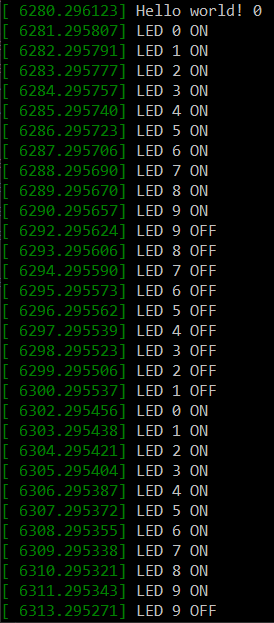 [ 6280.296123] Hello world! 0
[ 6281.295807] LED 0 ON
[ 6282.295791] LED 1 ON
[ 6283.295777] LED 2 ON
[ 6284.295757] LED 3 ON
[ 6285.295740] LED 4 ON
[ 6286.295723] LED 5 ON
[ 6287.295706] LED 6 ON
[ 6288.295690] LED 7 ON
[ 6289.295670] LED 8 ON
[ 6290.295657] LED 9 ON
[ 6292.295624] LED 9 OFF
[ 6293.295606] LED 8 OFF
[ 6294.295590] LED 7 OFF
[ 6295.295573] LED 6 OFF
[ 6296.295562] LED 5 OFF
[ 6297.295539] LED 4 OFF
[ 6298.295523] LED 3 OFF
[ 6299.295506] LED 2 OFF
[ 6300.295537] LED 1 OFF
[ 6302.295456] LED 0 ON
[ 6303.295438] LED 1 ON
[ 6304.295421] LED 2 ON
[ 6305.295404] LED 3 ON
[ 6306.295387] LED 4 ON
[ 6307.295372] LED 5 ON
[ 6308.295355] LED 6 ON
[ 6309.295338] LED 7 ON
[ 6310.295321] LED 8 ON
[ 6311.295343] LED 9 ON
[ 6313.295271] LED 9 OFF